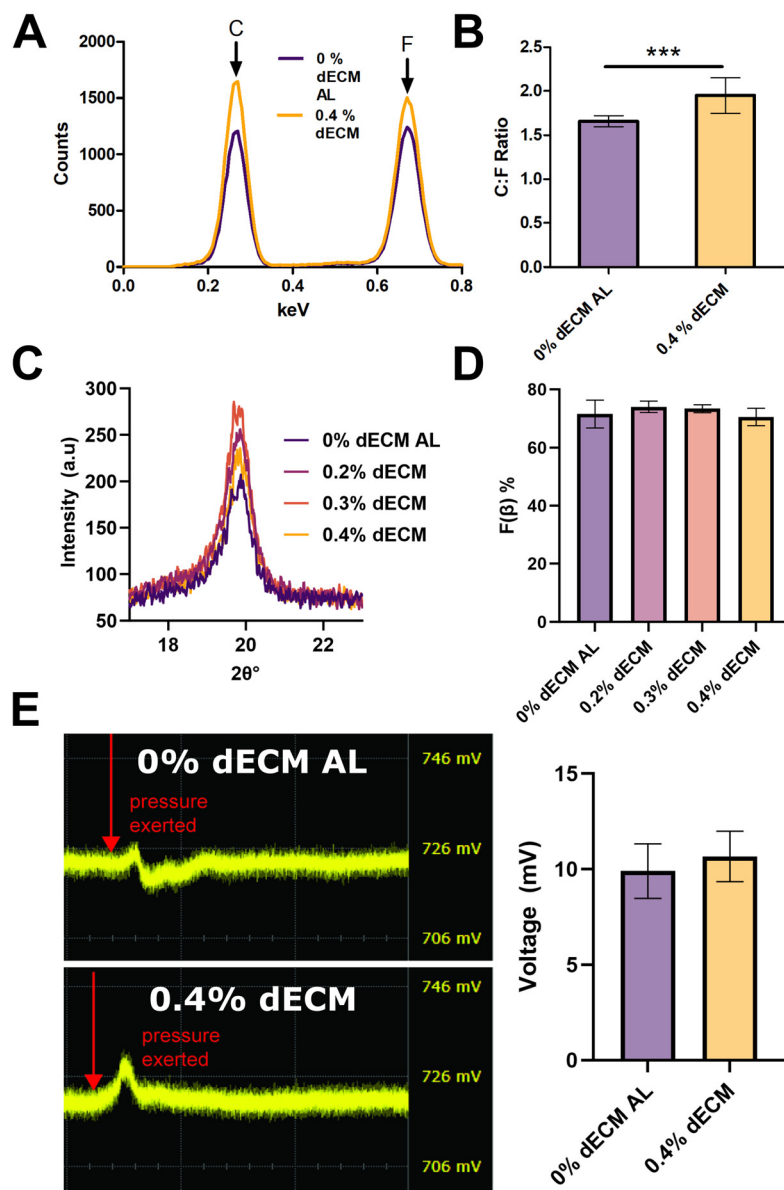 A
C
F
2000
1500
1000
500
0
Counts
0.0
0.2
0.4
0.6
0.8
keV
0 %
dECM
AL
0.4 %
dECM
B
***
2.5
2.0
1.5
1.0
0.5
0.0
C:F Ratio
0% dECM AL
0.4 % dECM
C
300
250
200
150
100
50
Intensity (a.u)
18
20
22
2θ°
0% dECM AL
0.2% dECM
0.3% dECM
0.4% dECM
D
80
60
40
20
0
F(β) %
0% dECM AL
0.2% dECM
0.3% dECM
0.4% dECM
E
0% dECM AL
pressure
exerted
746 mV
726 mV
706 mV
0.4% dECM
pressure
exerted
746 mV
726 mV
706 mV
15
10
5
0
Voltage (mV)
0% dECM AL
0.4% dECM